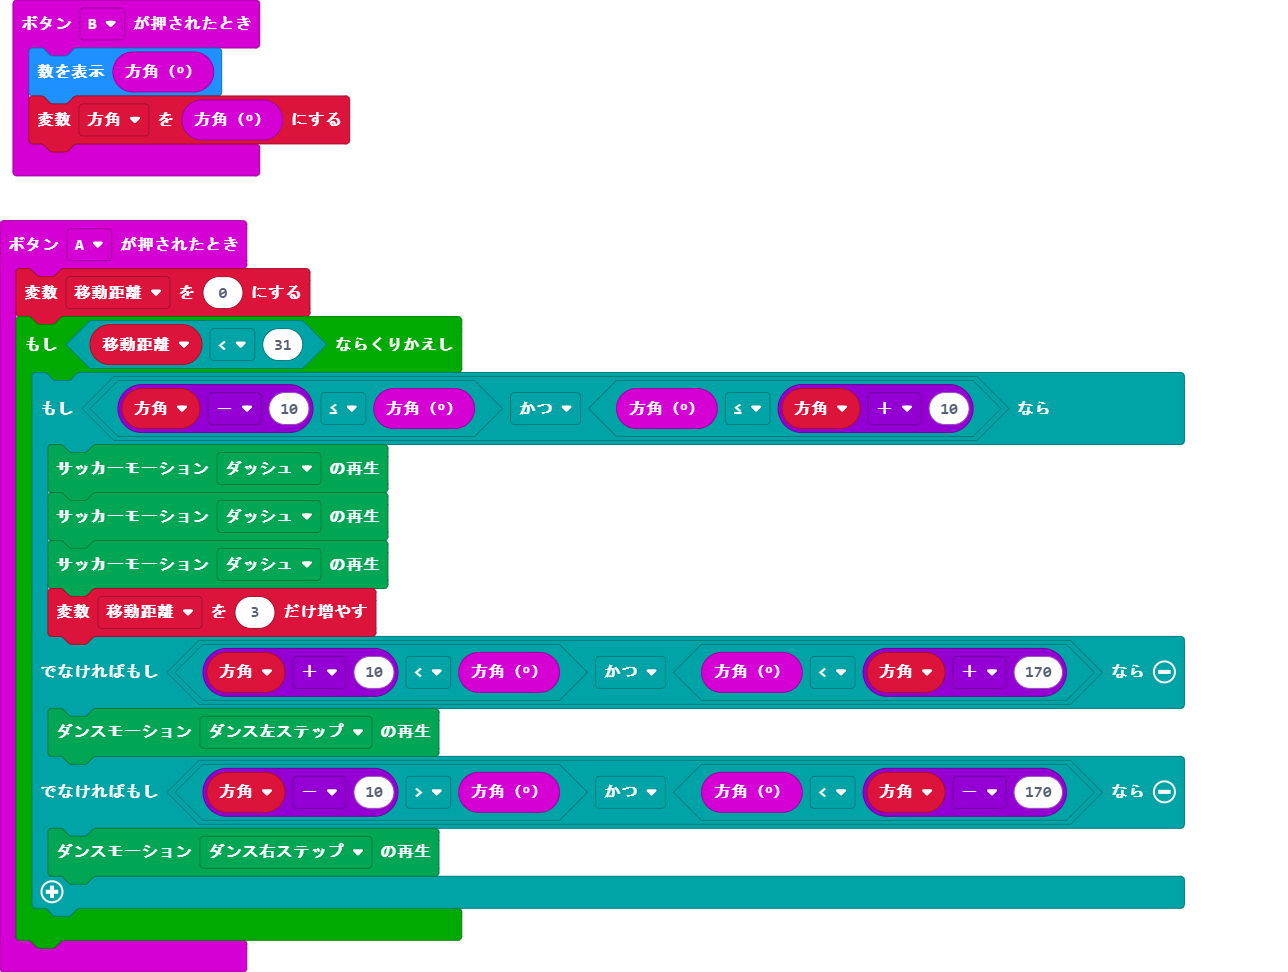 ボタン B が押されたとき
数を表示 方角 (°)
変数 方角 を 方角 (°) にする
ボタン A が押されたとき
変数 移動距離 を 0 にする
もし 移動距離 < 31 ならくりかえし
もし 方角 - 10 ≤ 方角 (°) かつ 方角 (°) ≤ 方角 + 10 なら
サッカーモーション ダッシュ の再生
サッカーモーション ダッシュ の再生
サッカーモーション ダッシュ の再生
変数 移動距離 を 3 だけ増やす
でなければもし 方角 + 10 < 方角 (°) かつ 方角 (°) < 方角 + 170 なら
ダンスモーション ダンス左ステップ の再生
でなければもし 方角 - 10 > 方角 (°) かつ 方角 (°) < 方角 - 170 なら
ダンスモーション ダンス右ステップ の再生